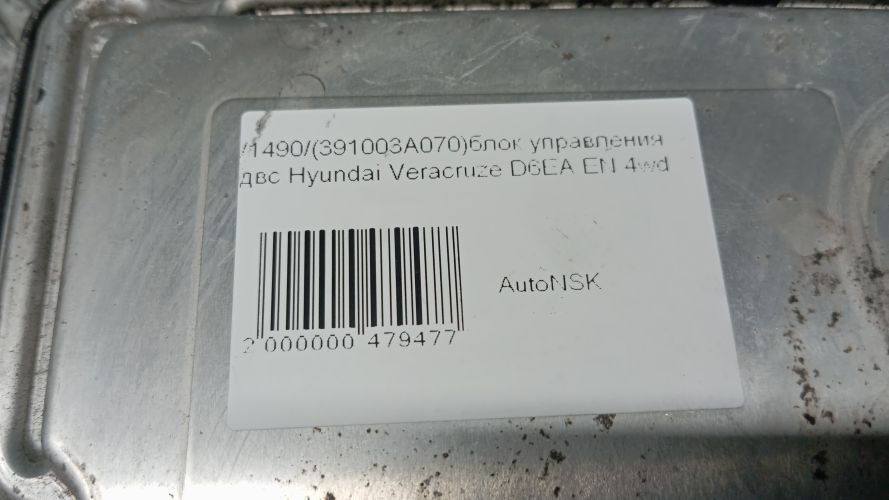 /1490/(391003A070)блок управления
двс Hyundai Veracruze D6EA EN 4wd
AutoNSK
2 000000 479477